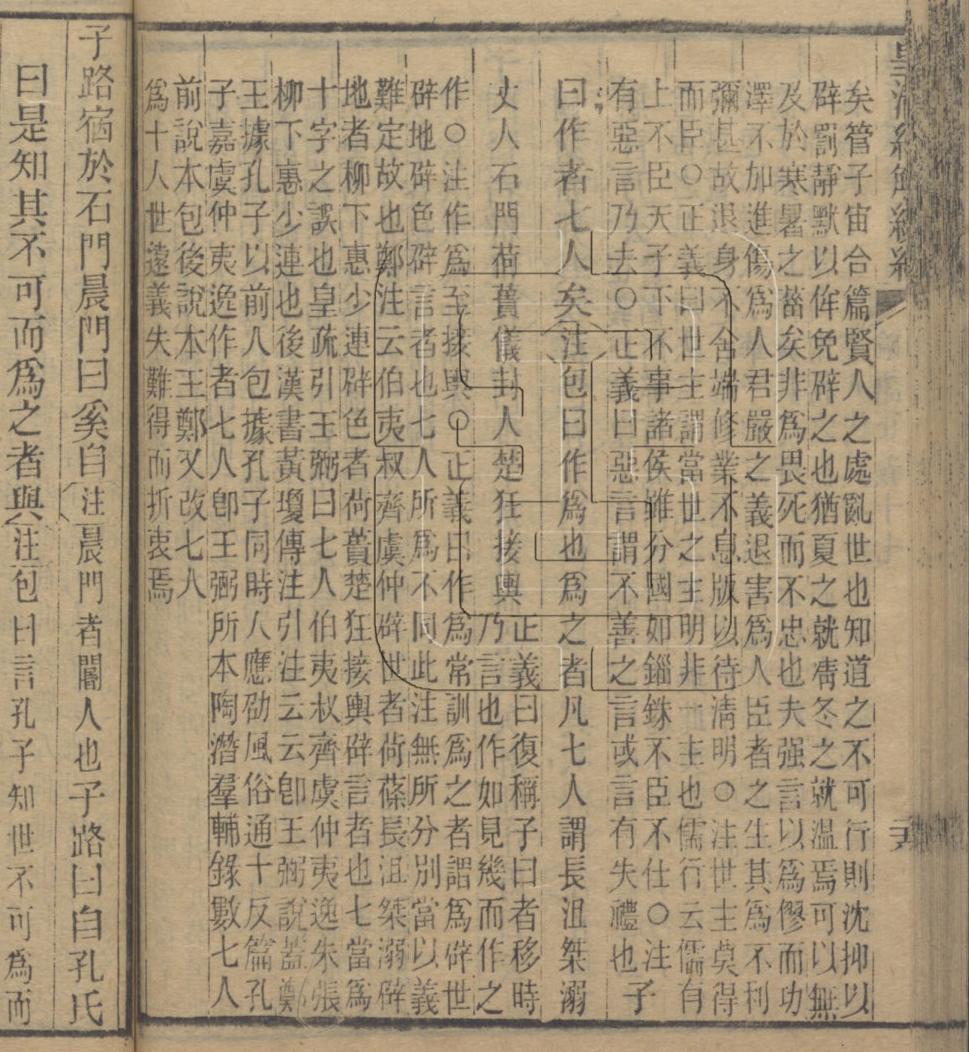 矣管子宙合篇賢人之處亂世也知道之不可行則沈抑以
辟罰靜默以侔免辟之也猶夏之就凊冬之就温焉可以無
及於寒暑之菑矣非爲畏死而不忠也夫强言以爲僇而功
澤不加進傷爲人君嚴之義退害爲人臣者之生其爲不利
彌甚故退身不舍端修業不息版以待淸明○注世主莫得
而臣○正義曰世主謂當世之主明非一主也儒行云儒有
上不臣天子下不事諸侯雖分國如錙銖不臣不仕○注
有惡言乃去○正義曰惡言謂不善之言或言有失禮也 子
曰作者七人矣注包曰作爲也爲之者凡七人謂長沮桀溺
丈人石門荷蕢儀封人楚狂接輿
正義曰復稱子曰者移時
乃言也作如見幾而作之
作○注作爲至接輿○正義曰作爲常訓爲之者謂爲辟世
辟地辟色辟言者也七人所爲不同此注無所分別當以義
難定故也鄭注云伯夷叔齊虞仲辟世者荷蓧長沮桀溺辟
地者柳下惠少連辟色者荷蕢楚狂接輿辟言者也七當爲
十字之誤也皇疏引王弼曰七人伯夷叔齊虞仲夷逸朱張
柳下惠少連也後漢書黃瓊傳注引注云云卽王弼說蓋鄭
王據孔子以前人包據孔子同時人應劭風俗通十反篇孔
子嘉虞仲夷逸作者七人卽王弼所本陶潛羣輔錄數七人
前說本包後說本王鄭又改七人
爲十人世遠義失難得而折衷焉
子路宿於石門晨門曰奚自注晨門者閽人也子路曰自孔氏
曰是知其不可而爲之者與注包曰言孔子知世不可爲而